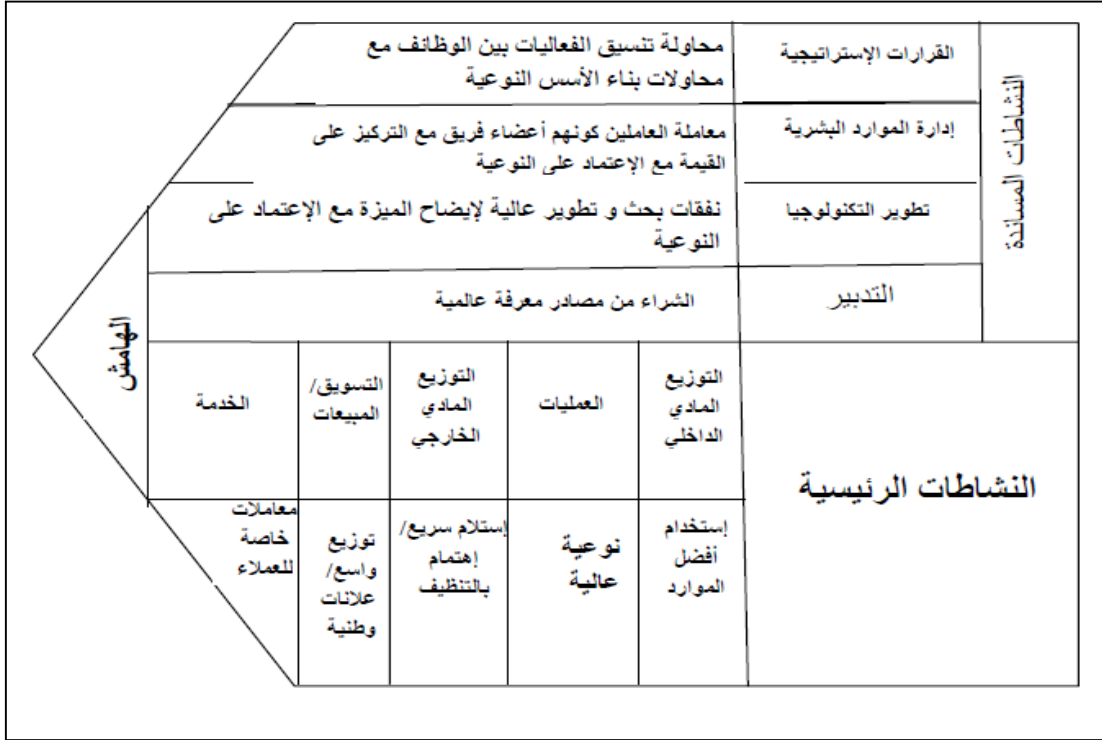 النشاطات المساندة
القرارات الإستراتيجية
محاولة تنسيق الفعاليات بين الوظائف مع
محاولات بناء الأسس النوعية
إدارة الموارد البشرية
معاملة العاملين كونهم أعضاء فريق مع التركيز على
القيمة مع الإعتماد على النوعية
تطوير التكنولوجيا
نفقات بحث و تطوير عالية لإيضاح الميزة مع الإعتماد على
النوعية
التدبير
الشراء من مصادر معرفة عالمية
الهامش
النشاطات الرئيسية
التوزيع
المادي
الداخلي
العمليات
التوزيع
المادي
الخارجي
التسويق/
المبيعات
الخدمة
إستخدام
أفضل
الموارد
نوعية
عالية
إستلام سريع/
إهتمام
بالتنظيف
توزيع
واسع/
علانات
وطنية
معاملات
خاصة
للعملاء